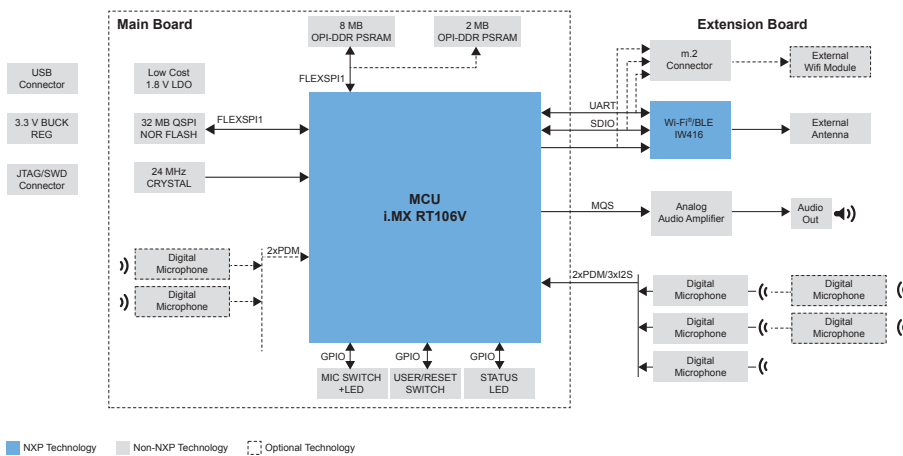 Main Board
Extension Board
8 MB
OPI-DDR PSRAM
2 MB
OPI-DDR PSRAM
FLEXSPI1
USB
Connector
Low Cost
1.8 V LDO
3.3 V BUCK
REG
32 MB QSPI
NOR FLASH
FLEXSPI1
JTAG/SWD
Connector
24 MHz
CRYSTAL
MCU
i.MX RT106V
2xPDM
Digital
Microphone
Digital
Microphone
GPIO
GPIO
GPIO
MIC SWITCH
+LED
USER/RESET
SWITCH
STATUS
LED
m.2
Connector
External
Wifi Module
UART
SDIO
Wi-Fi®/BLE
IW416
External
Antenna
MQS
Analog
Audio Amplifier
Audio
Out
2xPDM/3xI2S
Digital
Microphone
Digital
Microphone
Digital
Microphone
Digital
Microphone
Digital
Microphone
NXP Technology
Non-NXP Technology
Optional Technology